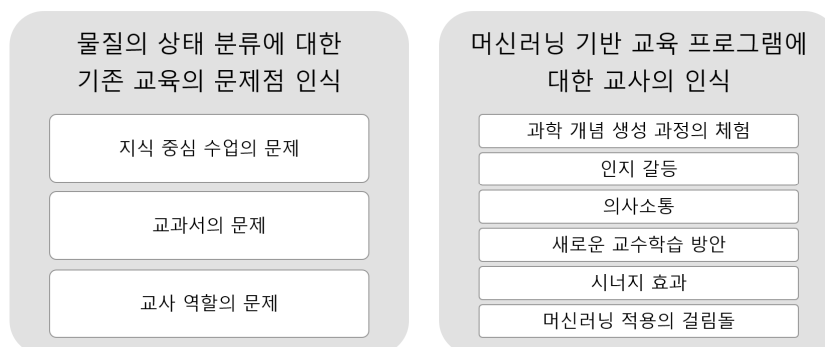 물질의 상태 분류에 대한
기존 교육의 문제점 인식
지식 중심 수업의 문제
교과서의 문제
교사 역할의 문제
머신러닝 기반 교육 프로그램에
대한 교사의 인식
과학 개념 생성 과정의 체험
인지 갈등
의사소통
새로운 교수학습 방안
시너지 효과
머신러닝 적용의 걸림돌